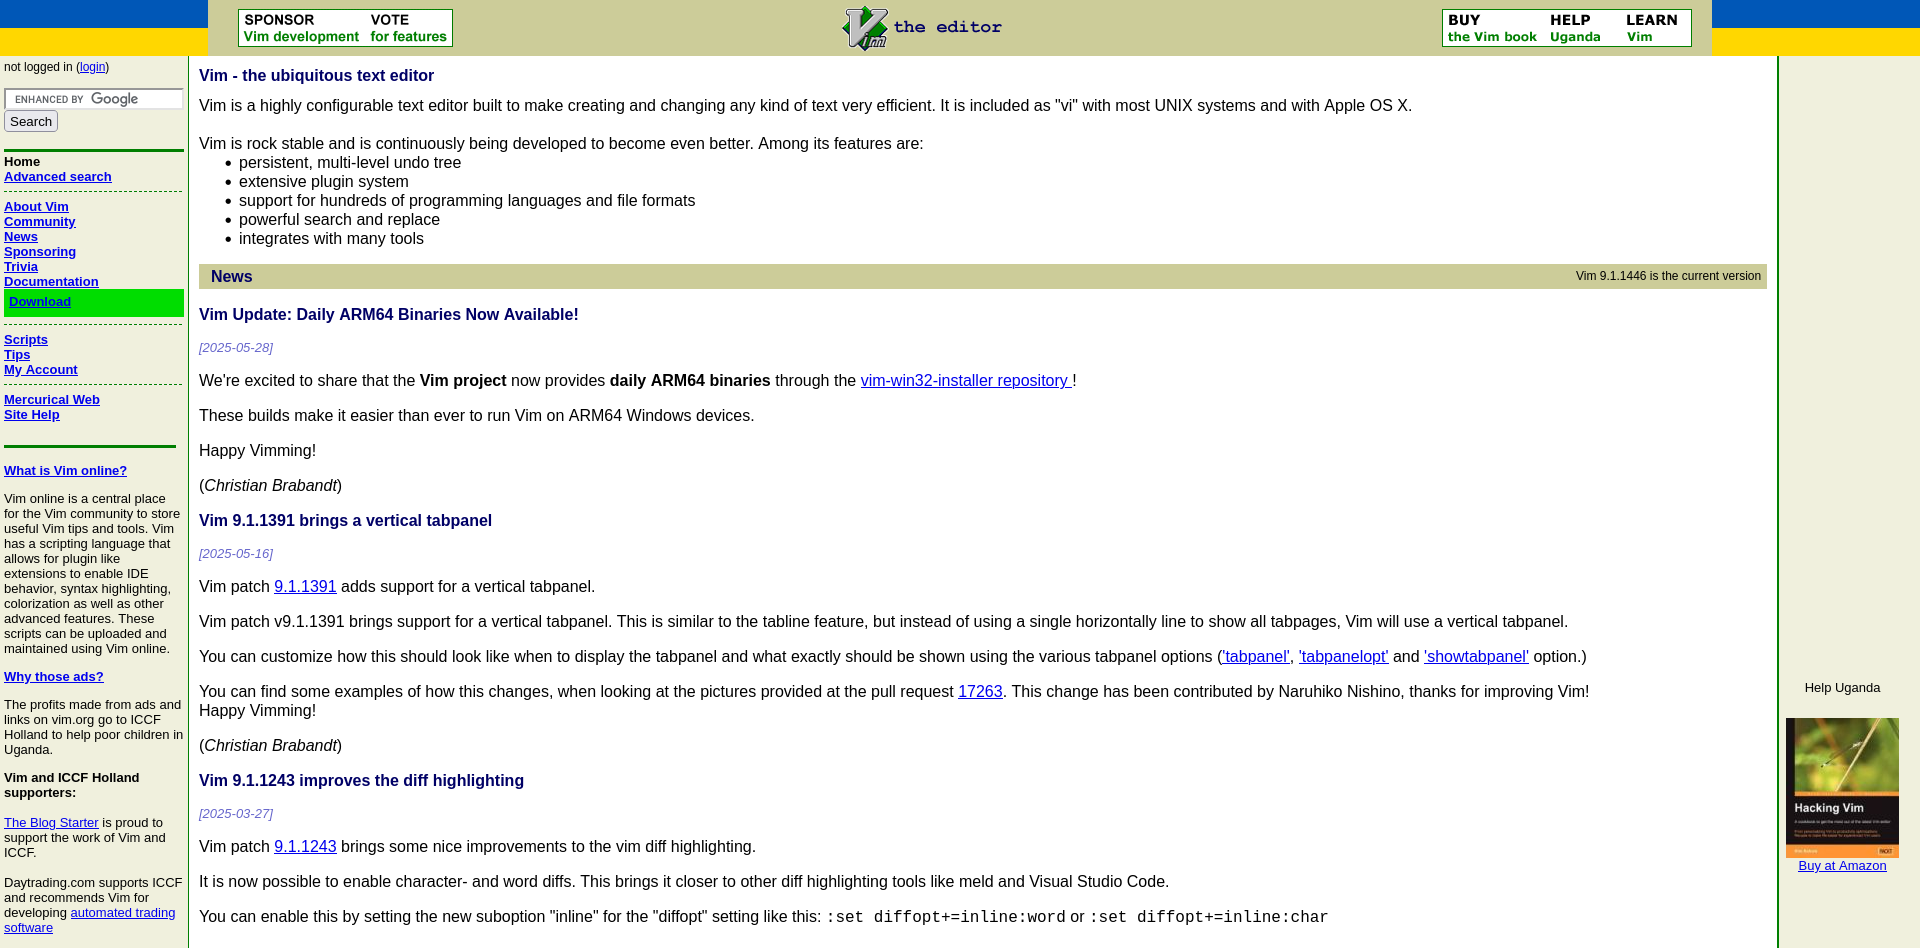 SPONSOR VOTE
Vim development for features
Vim the editor
BUY HELP LEARN
the Vim book Uganda Vim
not logged in (login)
ENHANCED BY Google
Search
Home
Advanced search
About Vim
Community
News
Sponsoring
Trivia
Documentation
Download
Scripts
Tips
My Account
Mercurical Web
Site Help
What is Vim online?
Vim online is a central place
for the Vim community to store
useful Vim tips and tools. Vim
has a scripting language that
allows for plugin like
extensions to enable IDE
behavior, syntax highlighting,
colorization as well as other
advanced features. These
scripts can be uploaded and
maintained using Vim online.
Why those ads?
The profits made from ads and
links on vim.org go to ICCF
Holland to help poor children in
Uganda.
Vim and ICCF Holland
supporters:
The Blog Starter is proud to
support the work of Vim and
ICCF.
Daytrading.com supports ICCF
and recommends Vim for
developing automated trading
software
Vim - the ubiquitous text editor
Vim is a highly configurable text editor built to make creating and changing any kind of text very efficient. It is included as "vi" with most UNIX systems and with Apple OS X.
Vim is rock stable and is continuously being developed to become even better. Among its features are:
• persistent, multi-level undo tree
• extensive plugin system
• support for hundreds of programming languages and file formats
• powerful search and replace
• integrates with many tools
News Vim 9.1.1446 is the current version
Vim Update: Daily ARM64 Binaries Now Available!
[2025-05-28]
We're excited to share that the Vim project now provides daily ARM64 binaries through the vim-win32-installer repository !
These builds make it easier than ever to run Vim on ARM64 Windows devices.
Happy Vimming!
(Christian Brabandt)
Vim 9.1.1391 brings a vertical tabpanel
[2025-05-16]
Vim patch 9.1.1391 adds support for a vertical tabpanel.
Vim patch v9.1.1391 brings support for a vertical tabpanel. This is similar to the tabline feature, but instead of using a single horizontally line to show all tabpages, Vim will use a vertical tabpanel.
You can customize how this should look like when to display the tabpanel and what exactly should be shown using the various tabpanel options ('tabpanel', 'tabpanelopt' and 'showtabpanel' option.)
You can find some examples of how this changes, when looking at the pictures provided at the pull request 17263. This change has been contributed by Naruhiko Nishino, thanks for improving Vim!
Happy Vimming!
(Christian Brabandt)
Vim 9.1.1243 improves the diff highlighting
[2025-03-27]
Vim patch 9.1.1243 brings some nice improvements to the vim diff highlighting.
It is now possible to enable character- and word diffs. This brings it closer to other diff highlighting tools like meld and Visual Studio Code.
You can enable this by setting the new suboption "inline" for the "diffopt" setting like this: :set diffopt+=inline:word or :set diffopt+=inline:char
Help Uganda
Hacking Vim
Buy at Amazon